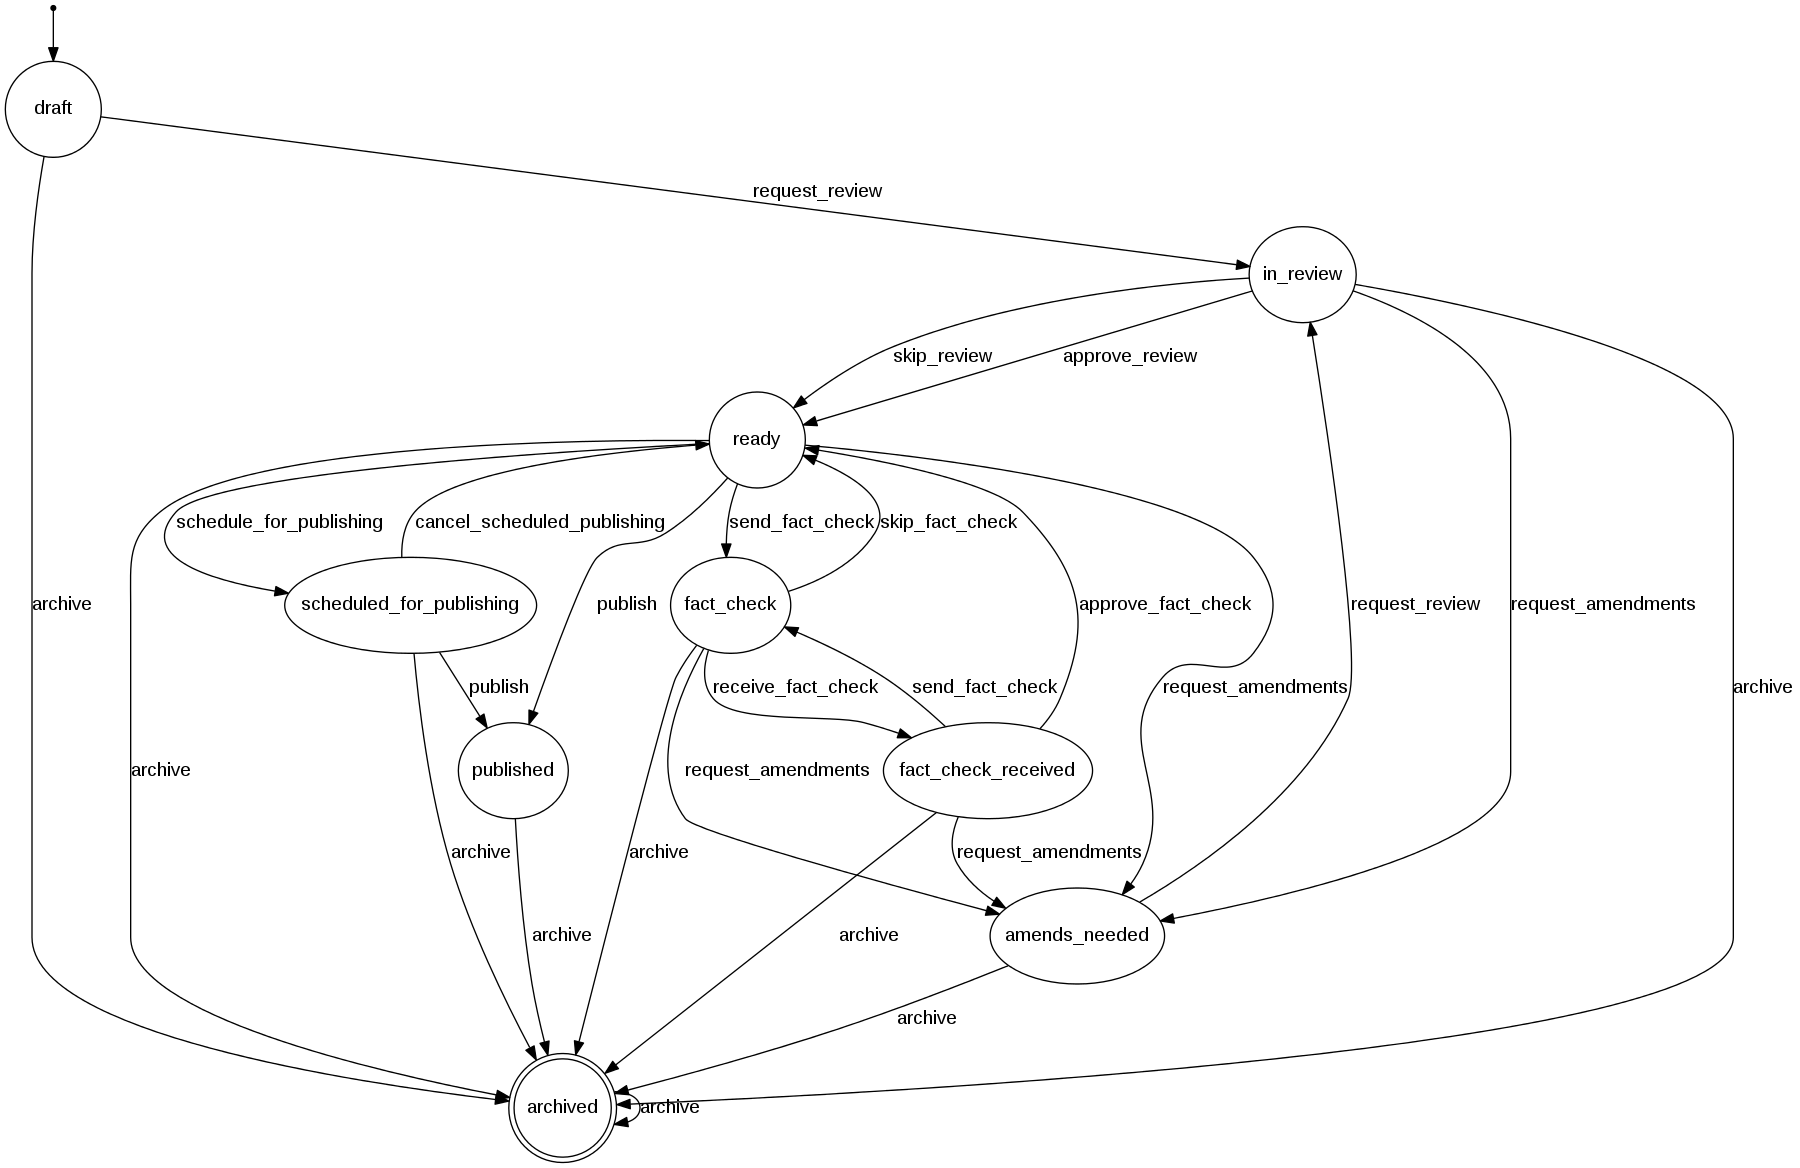 draft
request_review
in_review
skip_review
approve_review
ready
schedule_for_publishing
cancel_scheduled_publishing
send_fact_check
skip_fact_check
archive
scheduled_for_publishing
publish
fact_check
approve_fact_check
request_review
request_amendments
publish
receive_fact_check
send_fact_check
request_amendments
archive
archive
published
request_amendments
fact_check_received
archive
archive
request_amendments
archive
archive
amends_needed
archive
archived
archive